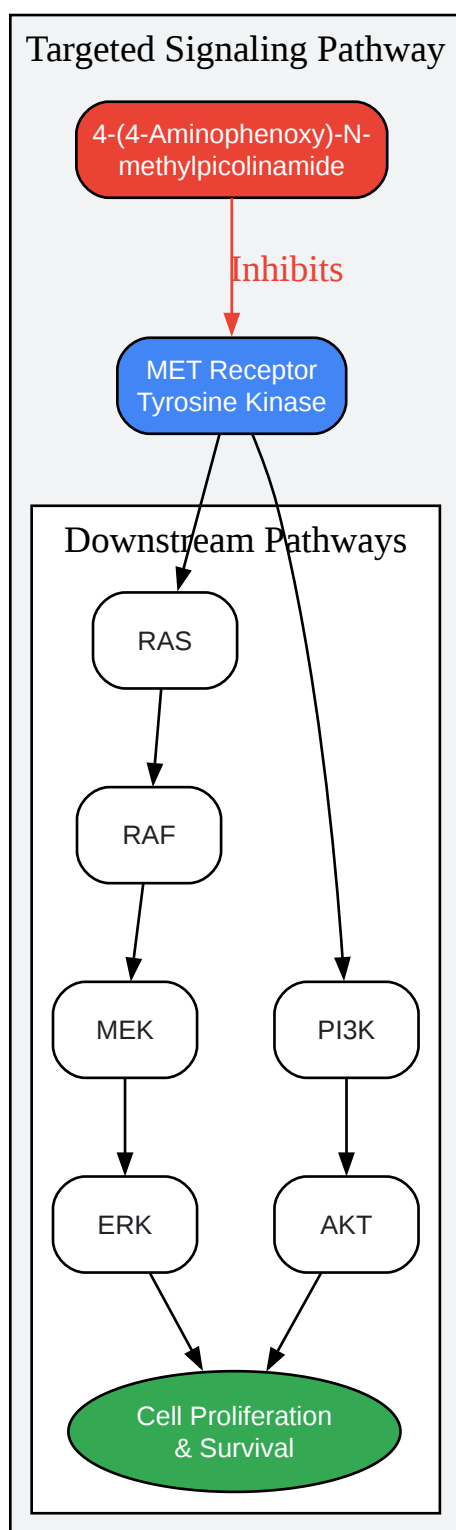 Targeted Signaling Pathway
4-(4-Aminophenoxy)-N-
methylpicolinamide
Inhibits
MET Receptor
Tyrosine Kinase
Downstream Pathways
RAS
RAF
MEK
PI3K
ERK
AKT
Cell Proliferation
& Survival